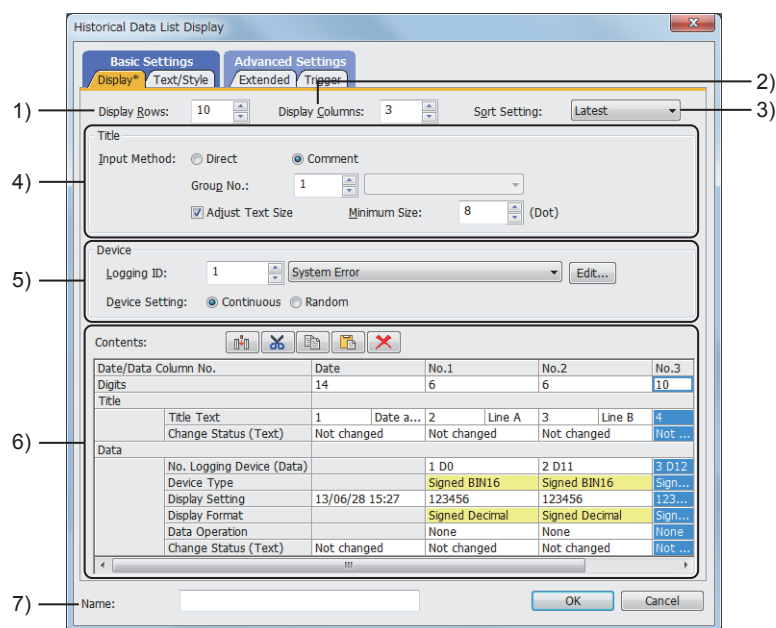 Historical Data List Display
x
Basic Settings Advanced Settings
Display* Text/Style Extended Trigger
2)
1) Display Rows: 10 Display Columns: 3 Sort Setting: Latest 3)
Title
4) Input Method: Direct Comment
Group No.: 1
Adjust Text Size Minimum Size: 8 (Dot)
Device
5) Logging ID: 1 System Error Edit...
Device Setting: Continuous Random
Contents:
Date/Data Column No. Date No.1 No.2 No.3
Digits 14 6 6 10
Title
Title Text 1 Date a... 2 Line A 3 Line B 4
Change Status (Text) Not changed Not changed Not changed Not ...
6) Data
No. Logging Device (Data) 1 D0 2 D11 3 D12
Device Type Signed BIN16 Signed BIN16 Sign...
Display Setting 13/06/28 15:27 123456 123456 123...
Display Format Signed Decimal Signed Decimal Sign...
Data Operation None None None
Change Status (Text) Not changed Not changed Not changed Not ...
7) Name: OK Cancel